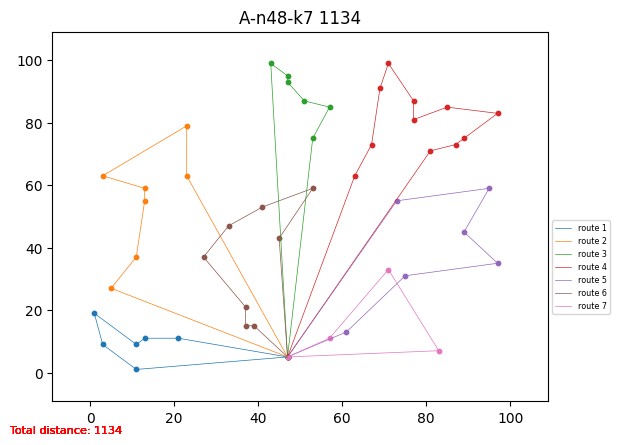 A-n48-k7 1134
100
80
60
40
20
0
0 20 40 60 80 100
route 1
route 2
route 3
route 4
route 5
route 6
route 7
Total distance: 1134